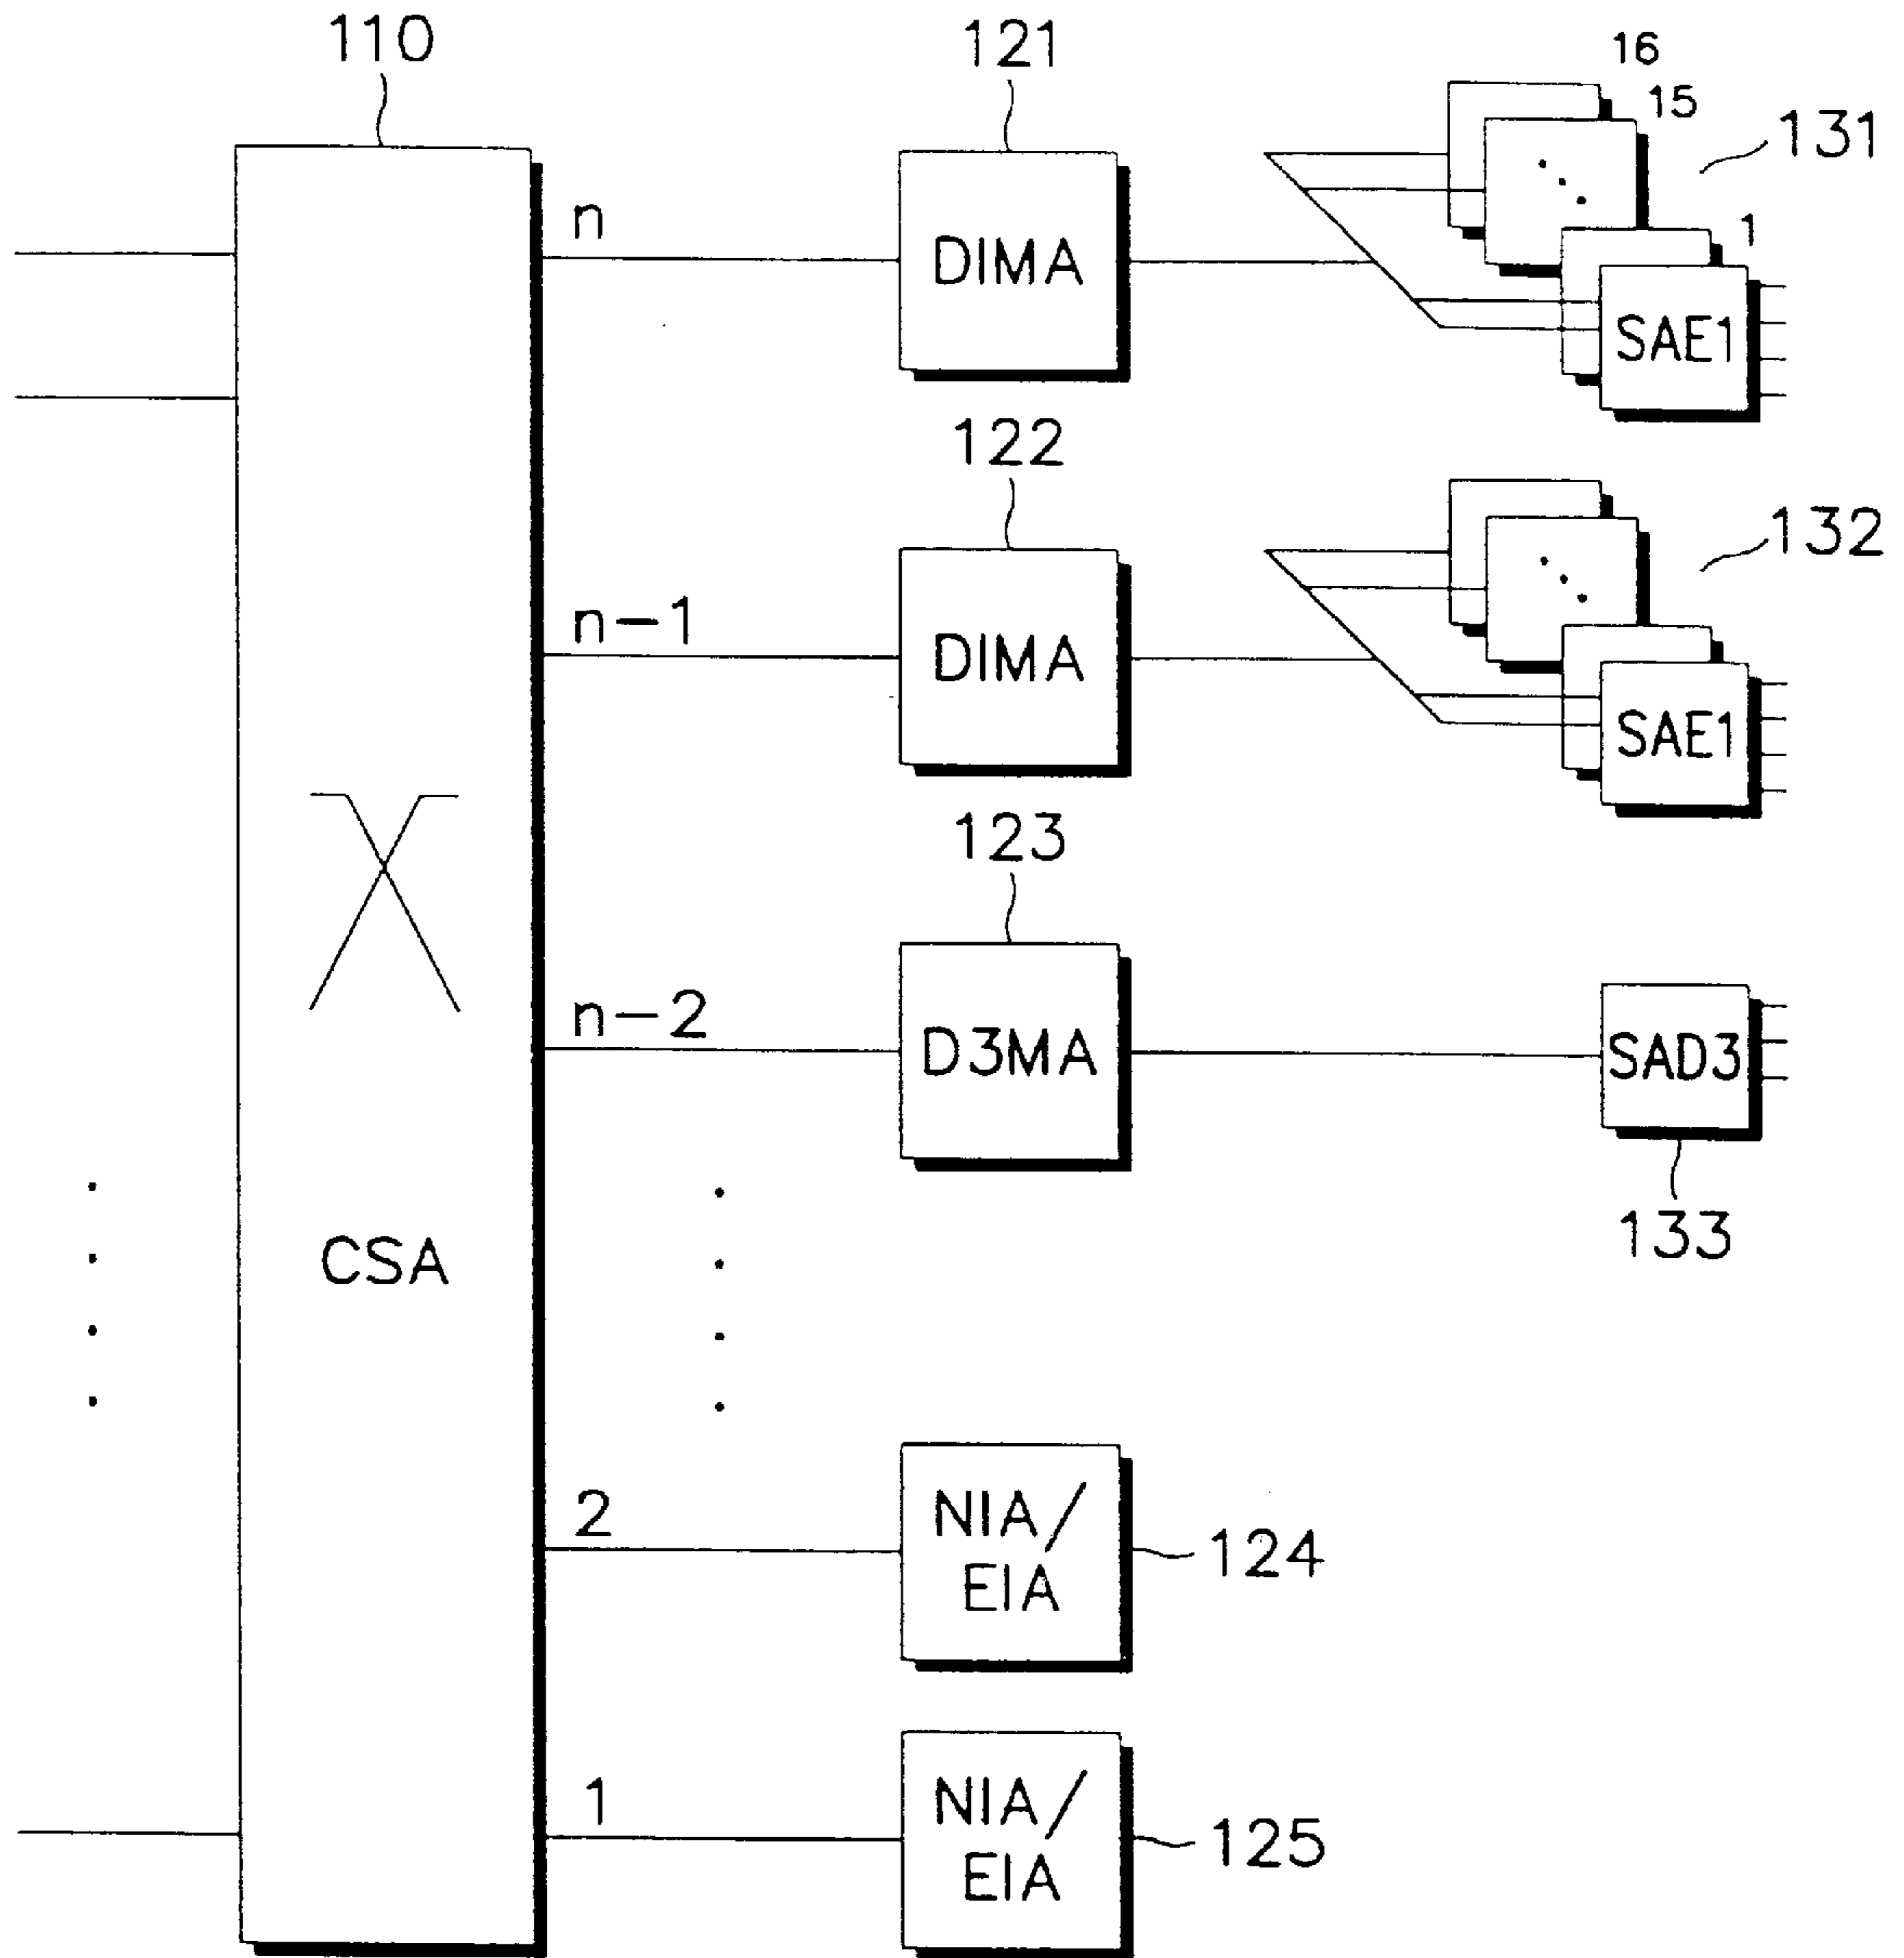 110
121
16
15
131
n
DIMA
1
SAE1
122
132
n-1
DIMA
SAE1
123
n-2
D3MA
SAD3
133
CSA
2
NIA/
EIA
124
1
NIA/
EIA
125